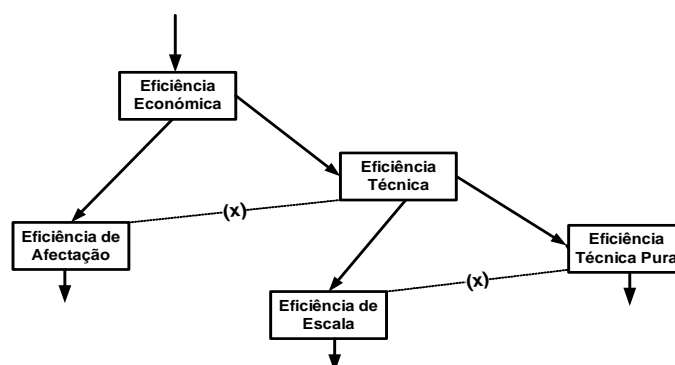 Eficiência
Económica
Eficiência
Técnica
(x)
Eficiência de
Afectação
Eficiência
Técnica Pura
(x)
Eficiência de
Escala